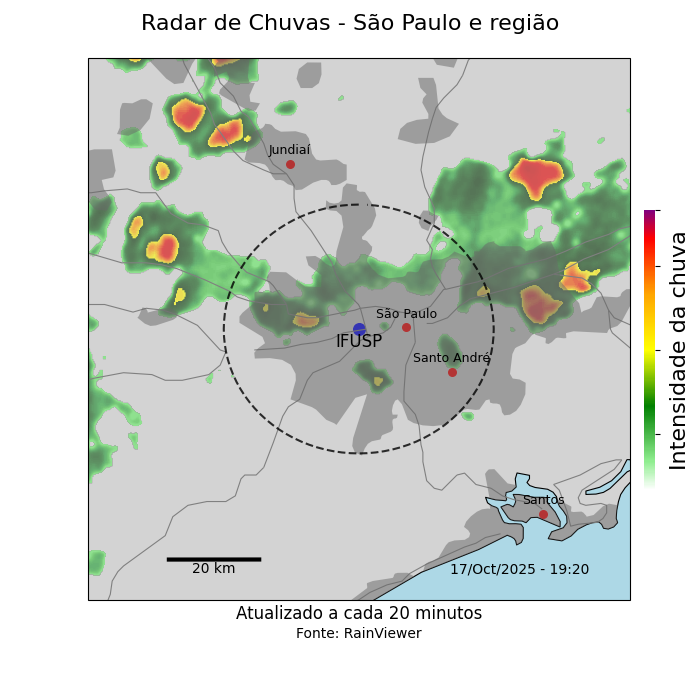 Radar de Chuvas - São Paulo e região
Jundiaí
São Paulo
IFUSP
Santo André
Santos
20 km
17/Oct/2025 - 19:20
Intensidade da chuva
Atualizado a cada 20 minutos
Fonte: RainViewer